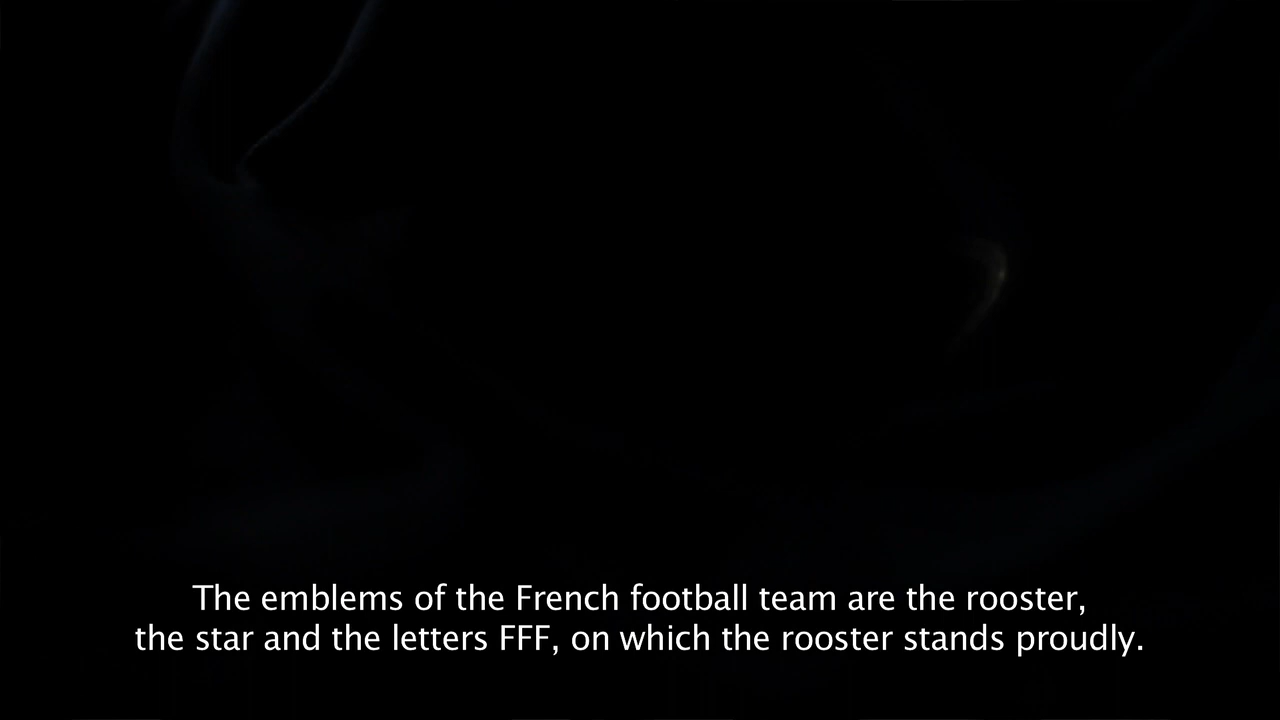 The emblems of the French football team are the rooster,
the star and the letters FFF, on which the rooster stands proudly.